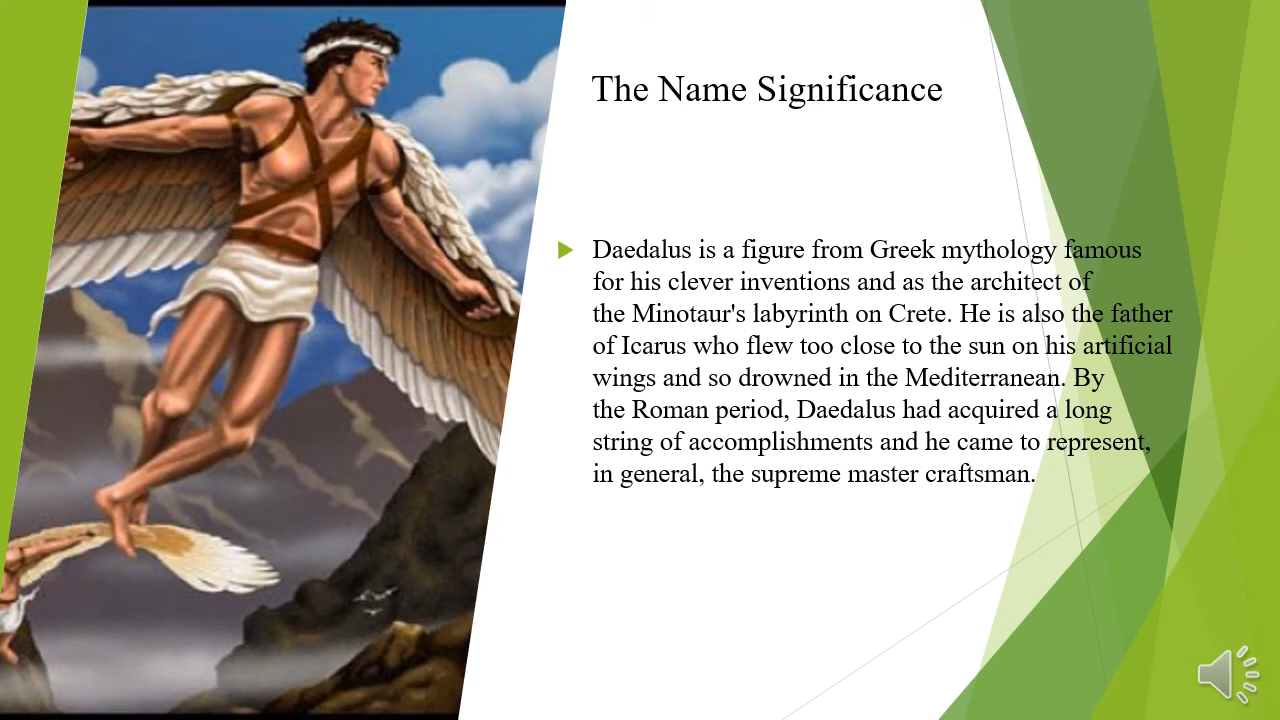 The Name Significance
Daedalus is a figure from Greek mythology famous
for his clever inventions and as the architect of
the Minotaur's labyrinth on Crete. He is also the father
of Icarus who flew too close to the sun on his artificial
wings and so drowned in the Mediterranean. By
the Roman period, Daedalus had acquired a long
string of accomplishments and he came to represent,
in general, the supreme master craftsman.